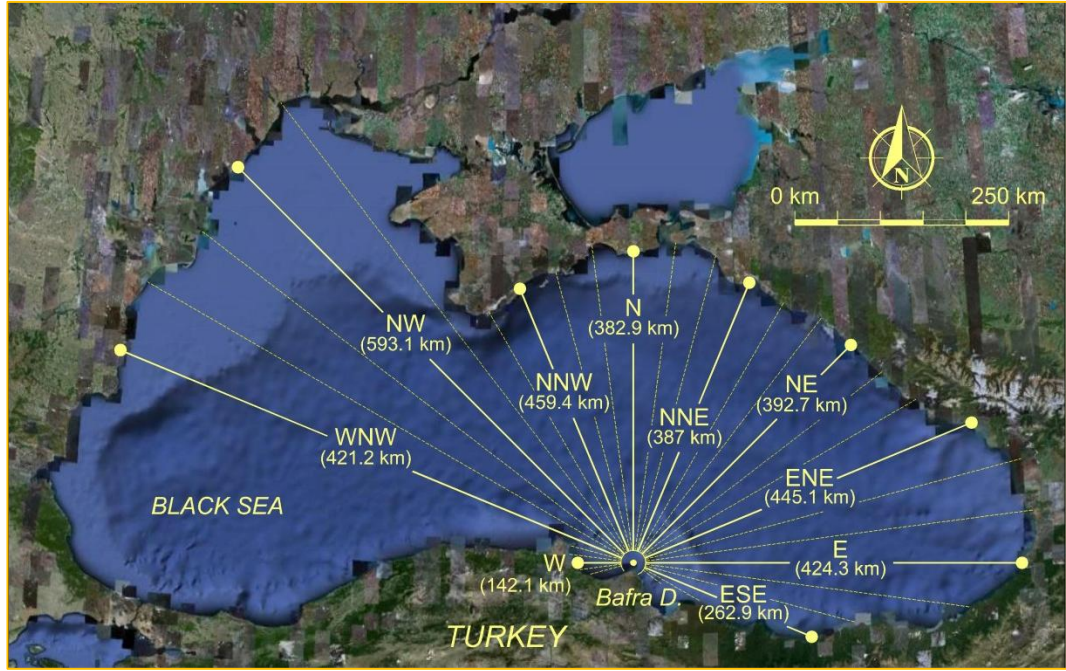 N
0 km 250 km
NW
(593.1 km)
N
(382.9 km)
NNW
(459.4 km)
NNE
(387 km)
NE
(392.7 km)
WNW
(421.2 km)
ENE
(445.1 km)
BLACK SEA
E
(424.3 km)
W
(142.1 km)
Bafra D.
ESE
(262.9 km)
TURKEY